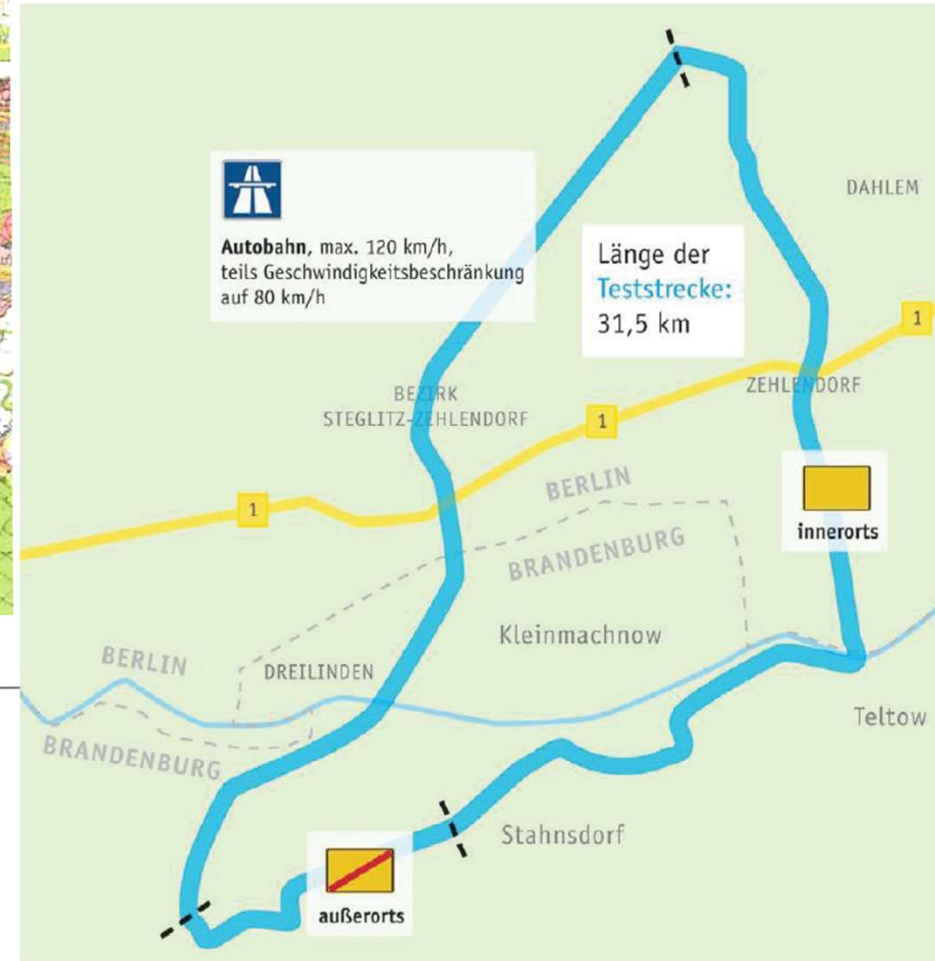 DAHLEM
Autobahn, max. 120 km/h,
teils Geschwindigkeitsbeschränkung
auf 80 km/h
Länge der
Teststrecke:
31,5 km
1
ZEHLENDORF
BEZIRK
STEGLITZ-ZEHLENDORF
1
BERLIN
1
innerorts
BRANDENBURG
Kleinmachnow
BERLIN
DREILINDEN
Teltow
BRANDENBURG
Stahnsdorf
außerorts